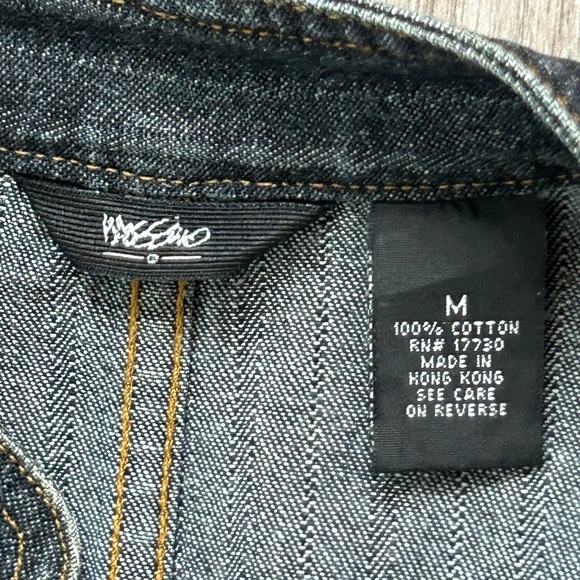 Mossimo
M
100% COTTON
RN# 17730
MADE IN
HONG KONG
SEE CARE
ON REVERSE